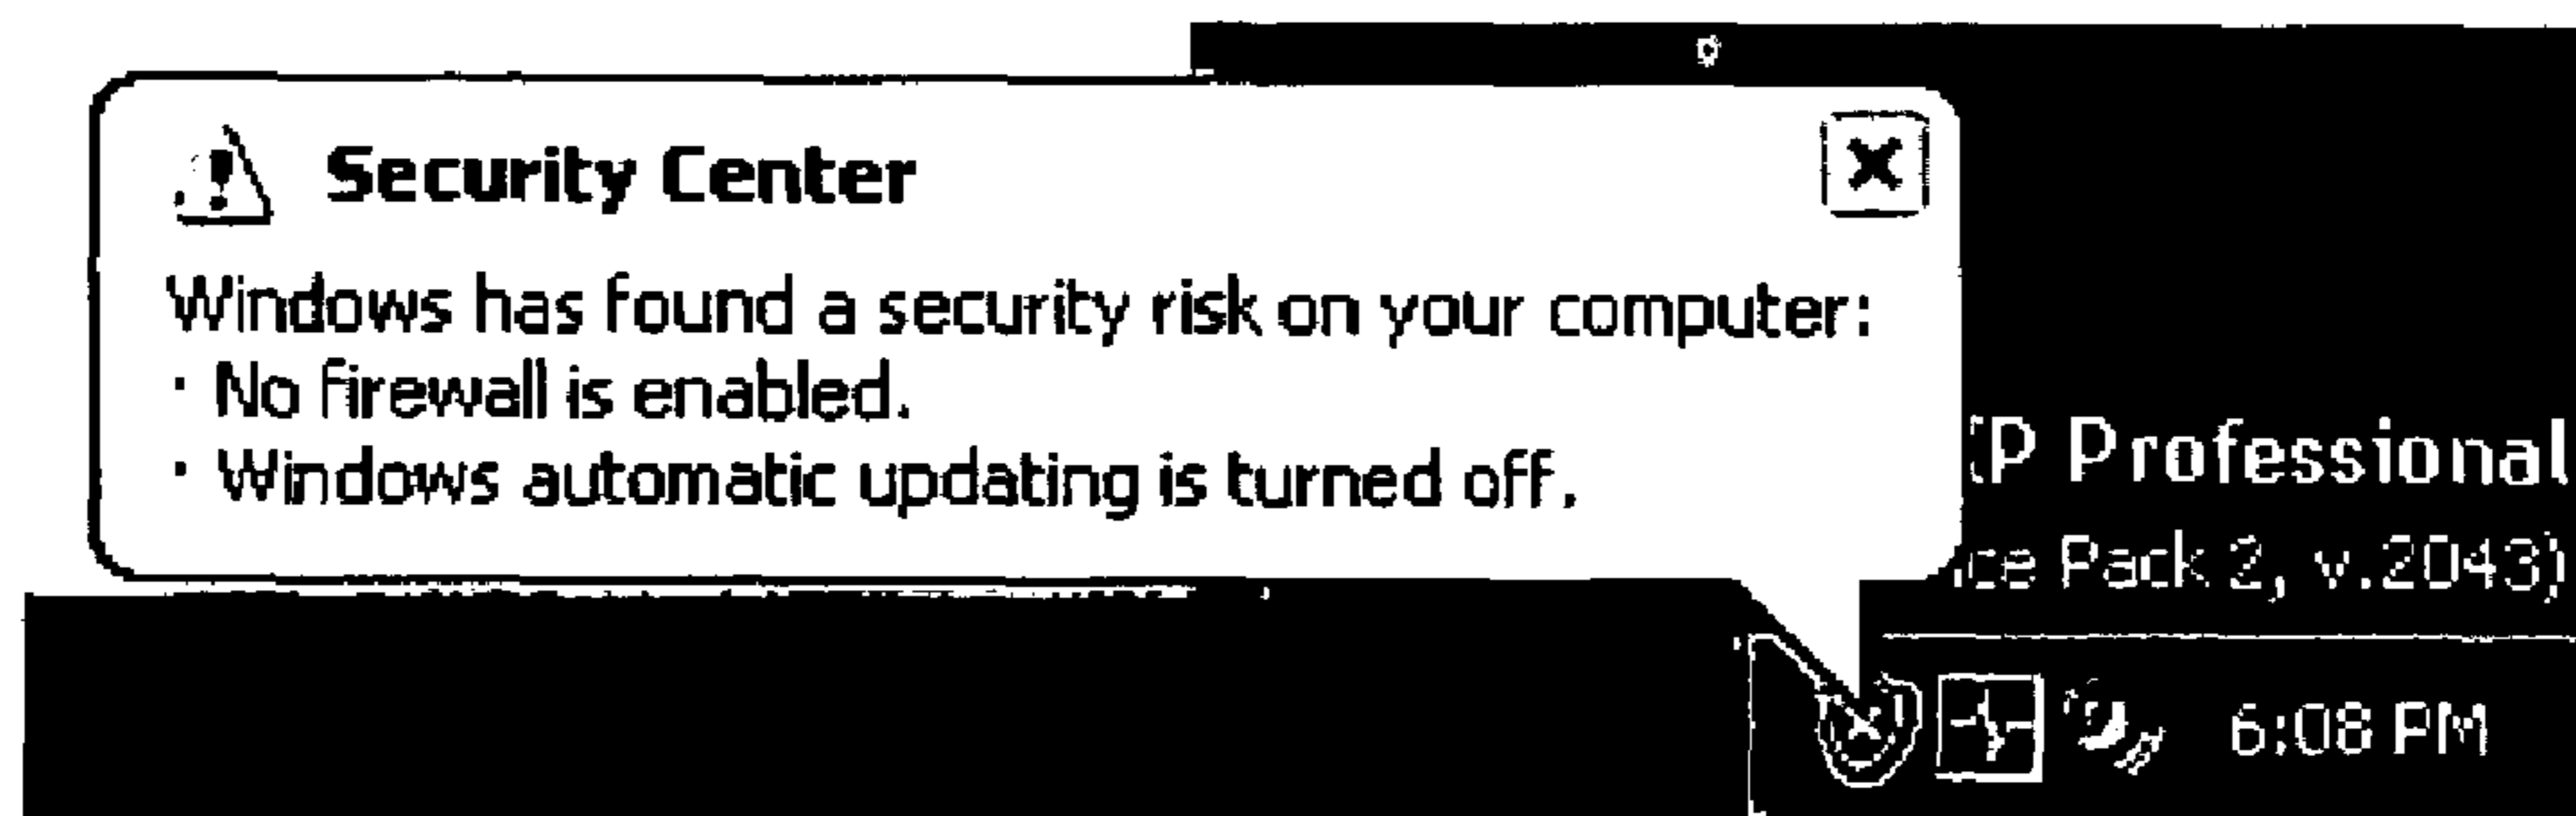 Security Center
Windows has found a security risk on your computer:
· No firewall is enabled.
· Windows automatic updating is turned off.
P Professional
Pack 2, v.2043)
6:08 PM